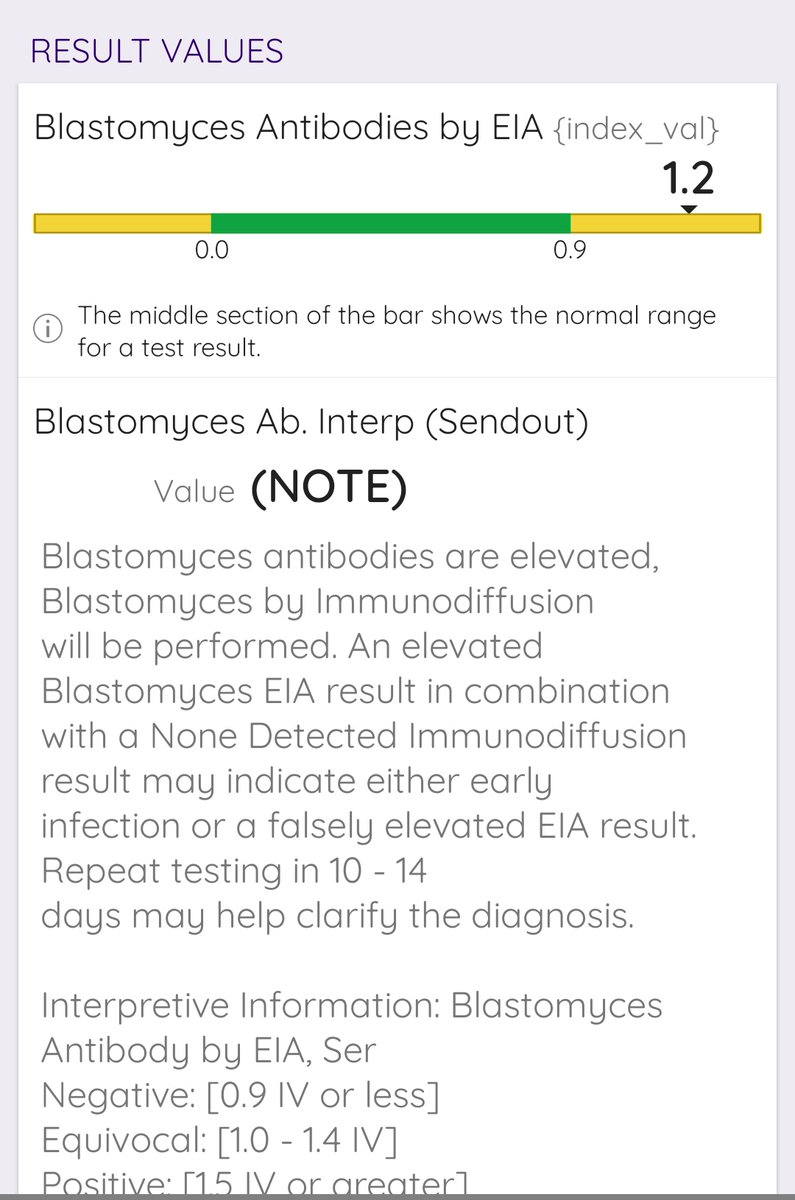 RESULT VALUES
Blastomyces Antibodies by EIA {index_val}
1.2
0.0 0.9
The middle section of the bar shows the normal range
for a test result.
Blastomyces Ab. Interp (Sendout)
Value (NOTE)
Blastomyces antibodies are elevated,
Blastomyces by Immunodiffusion
will be performed. An elevated
Blastomyces EIA result in combination
with a None Detected Immunodiffusion
result may indicate either early
infection or a falsely elevated EIA result.
Repeat testing in 10 - 14
days may help clarify the diagnosis.
Interpretive Information: Blastomyces
Antibody by EIA, Ser
Negative: [0.9 IV or less]
Equivocal: [1.0 - 1.4 IV]
Positive: [1.5 IV or greater]